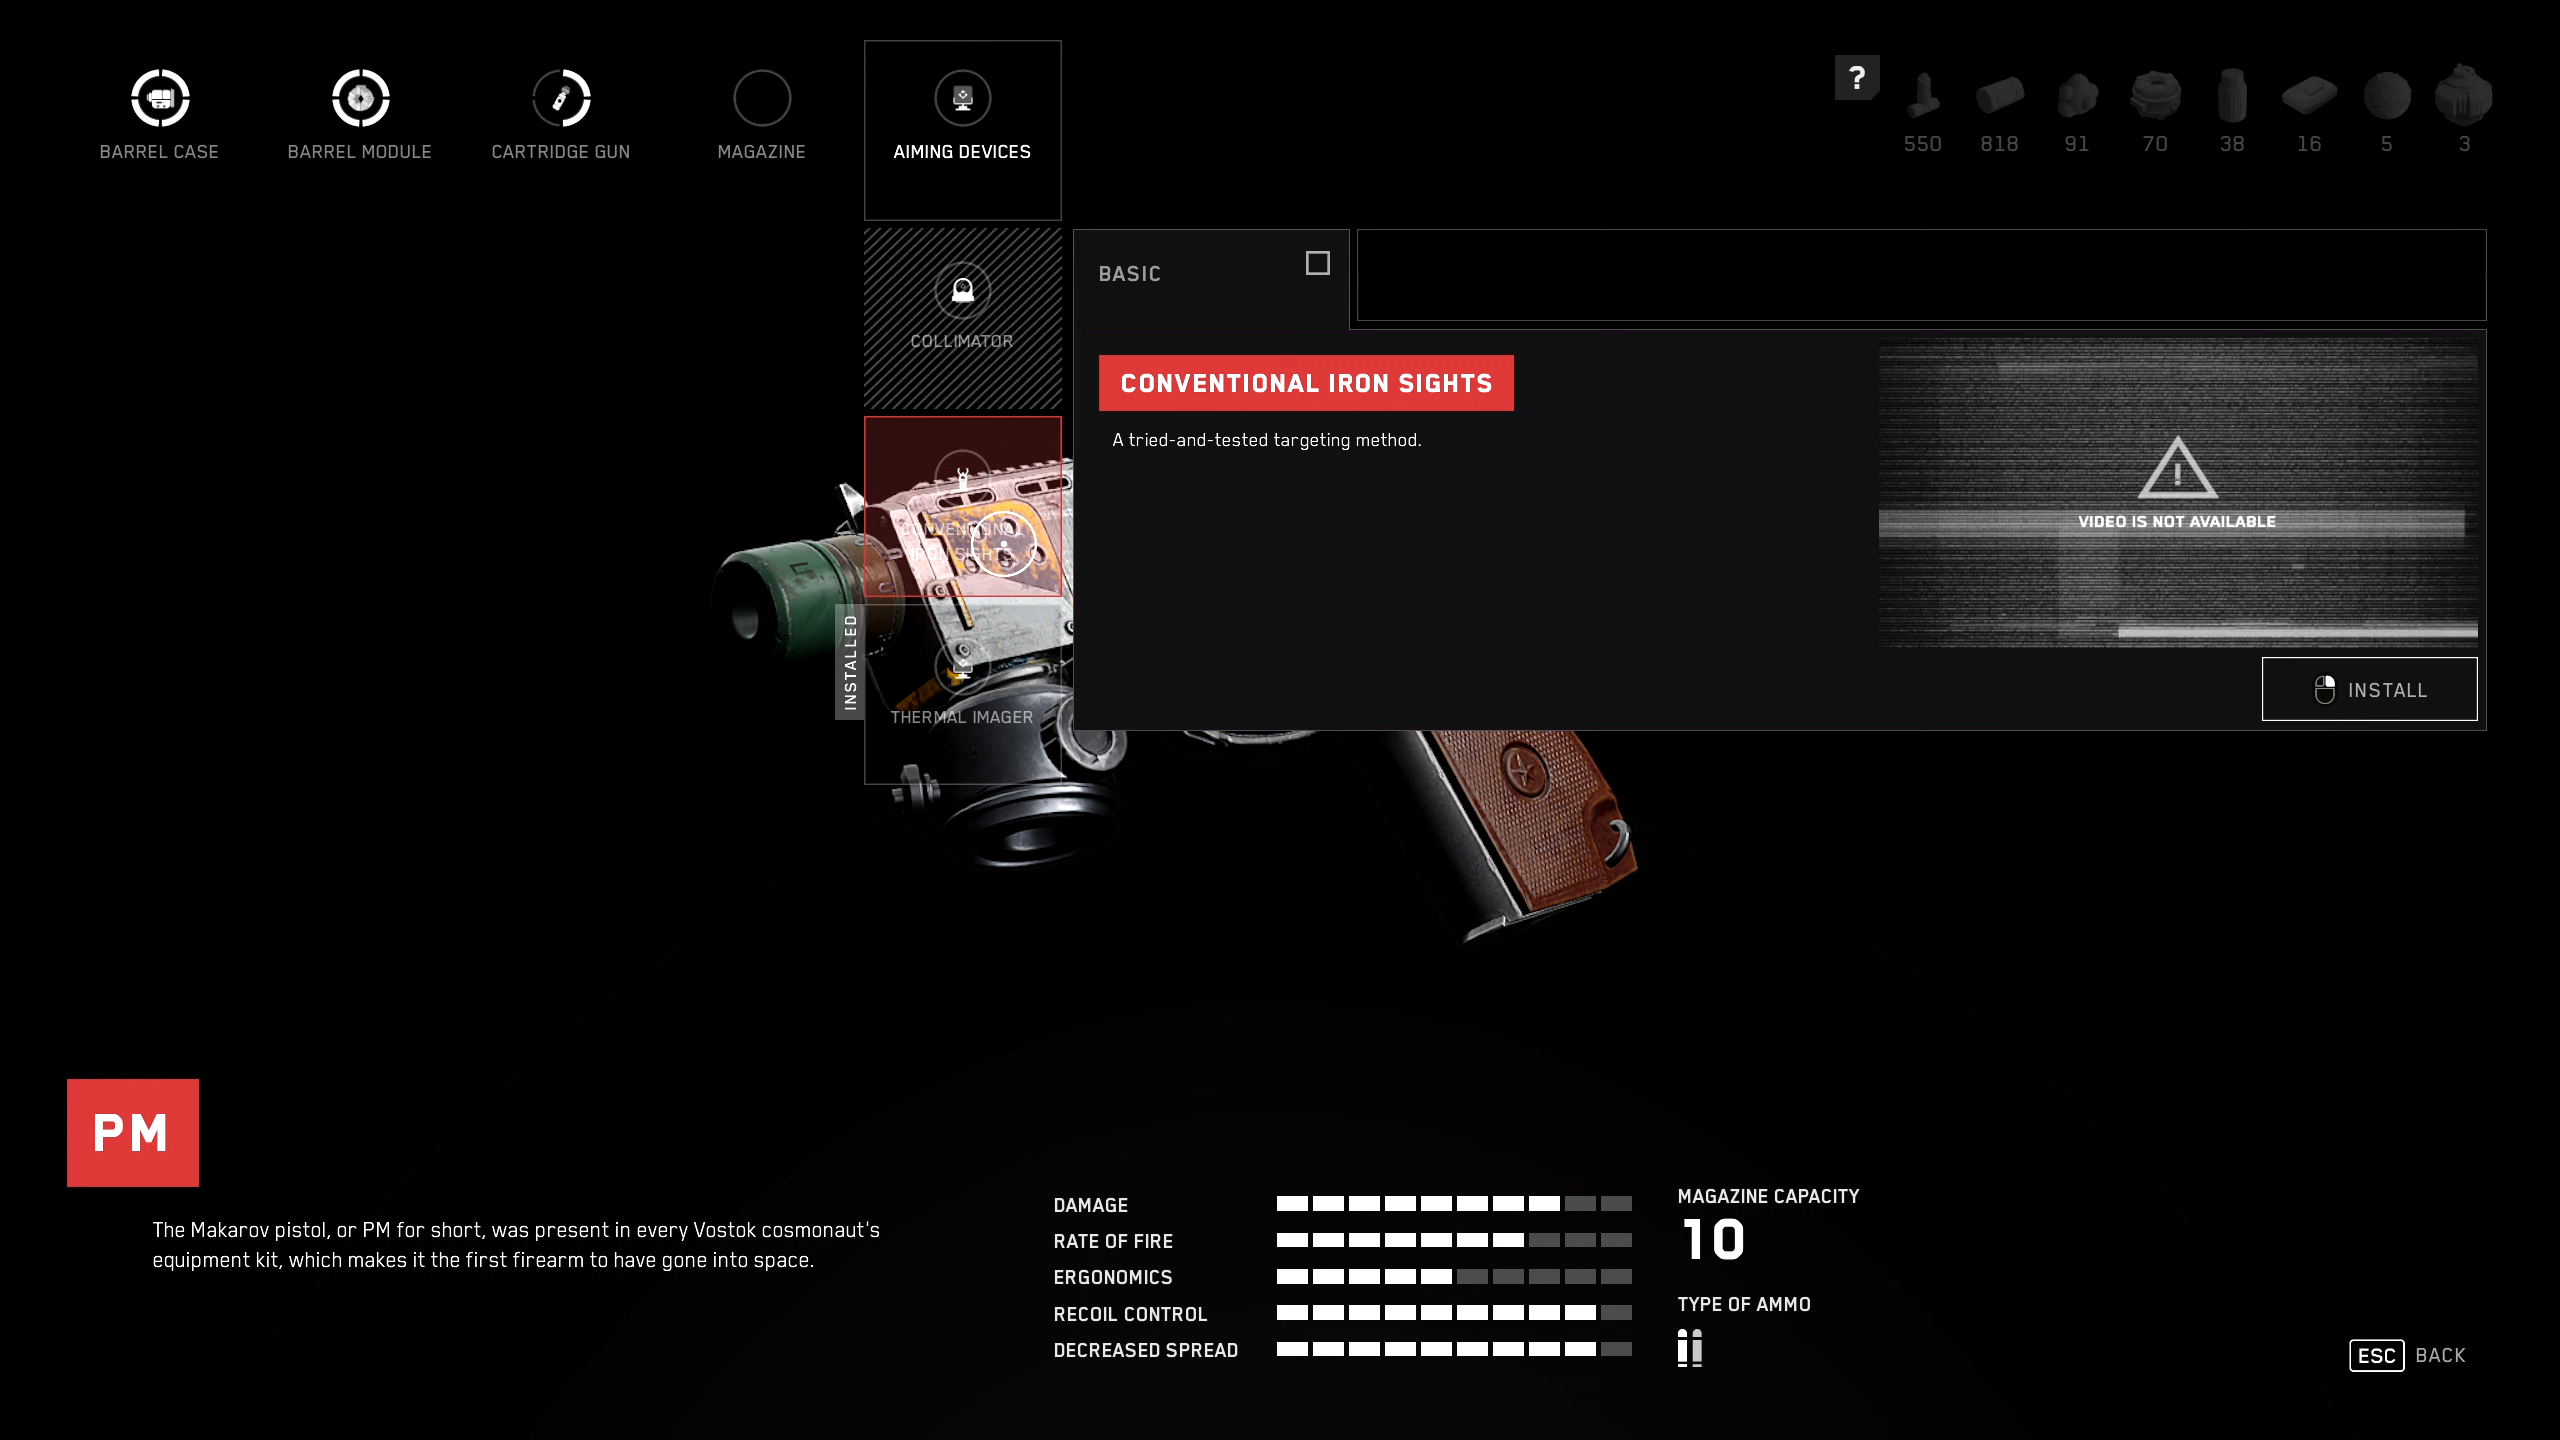 BARREL CASE
BARREL MODULE
CARTRIDGE GUN
MAGAZINE
AIMING DEVICES
?
550
818
91
70
38
16
5
3
COLLIMATOR
CONVENTIONAL
IRON SIGHTS
INSTALLED
THERMAL IMAGER
BASIC
CONVENTIONAL IRON SIGHTS
A tried-and-tested targeting method.
!
VIDEO IS NOT AVAILABLE
INSTALL
PM
The Makarov pistol, or PM for short, was present in every Vostok cosmonaut's
equipment kit, which makes it the first firearm to have gone into space.
DAMAGE
RATE OF FIRE
ERGONOMICS
RECOIL CONTROL
DECREASED SPREAD
MAGAZINE CAPACITY
10
TYPE OF AMMO
ESC BACK